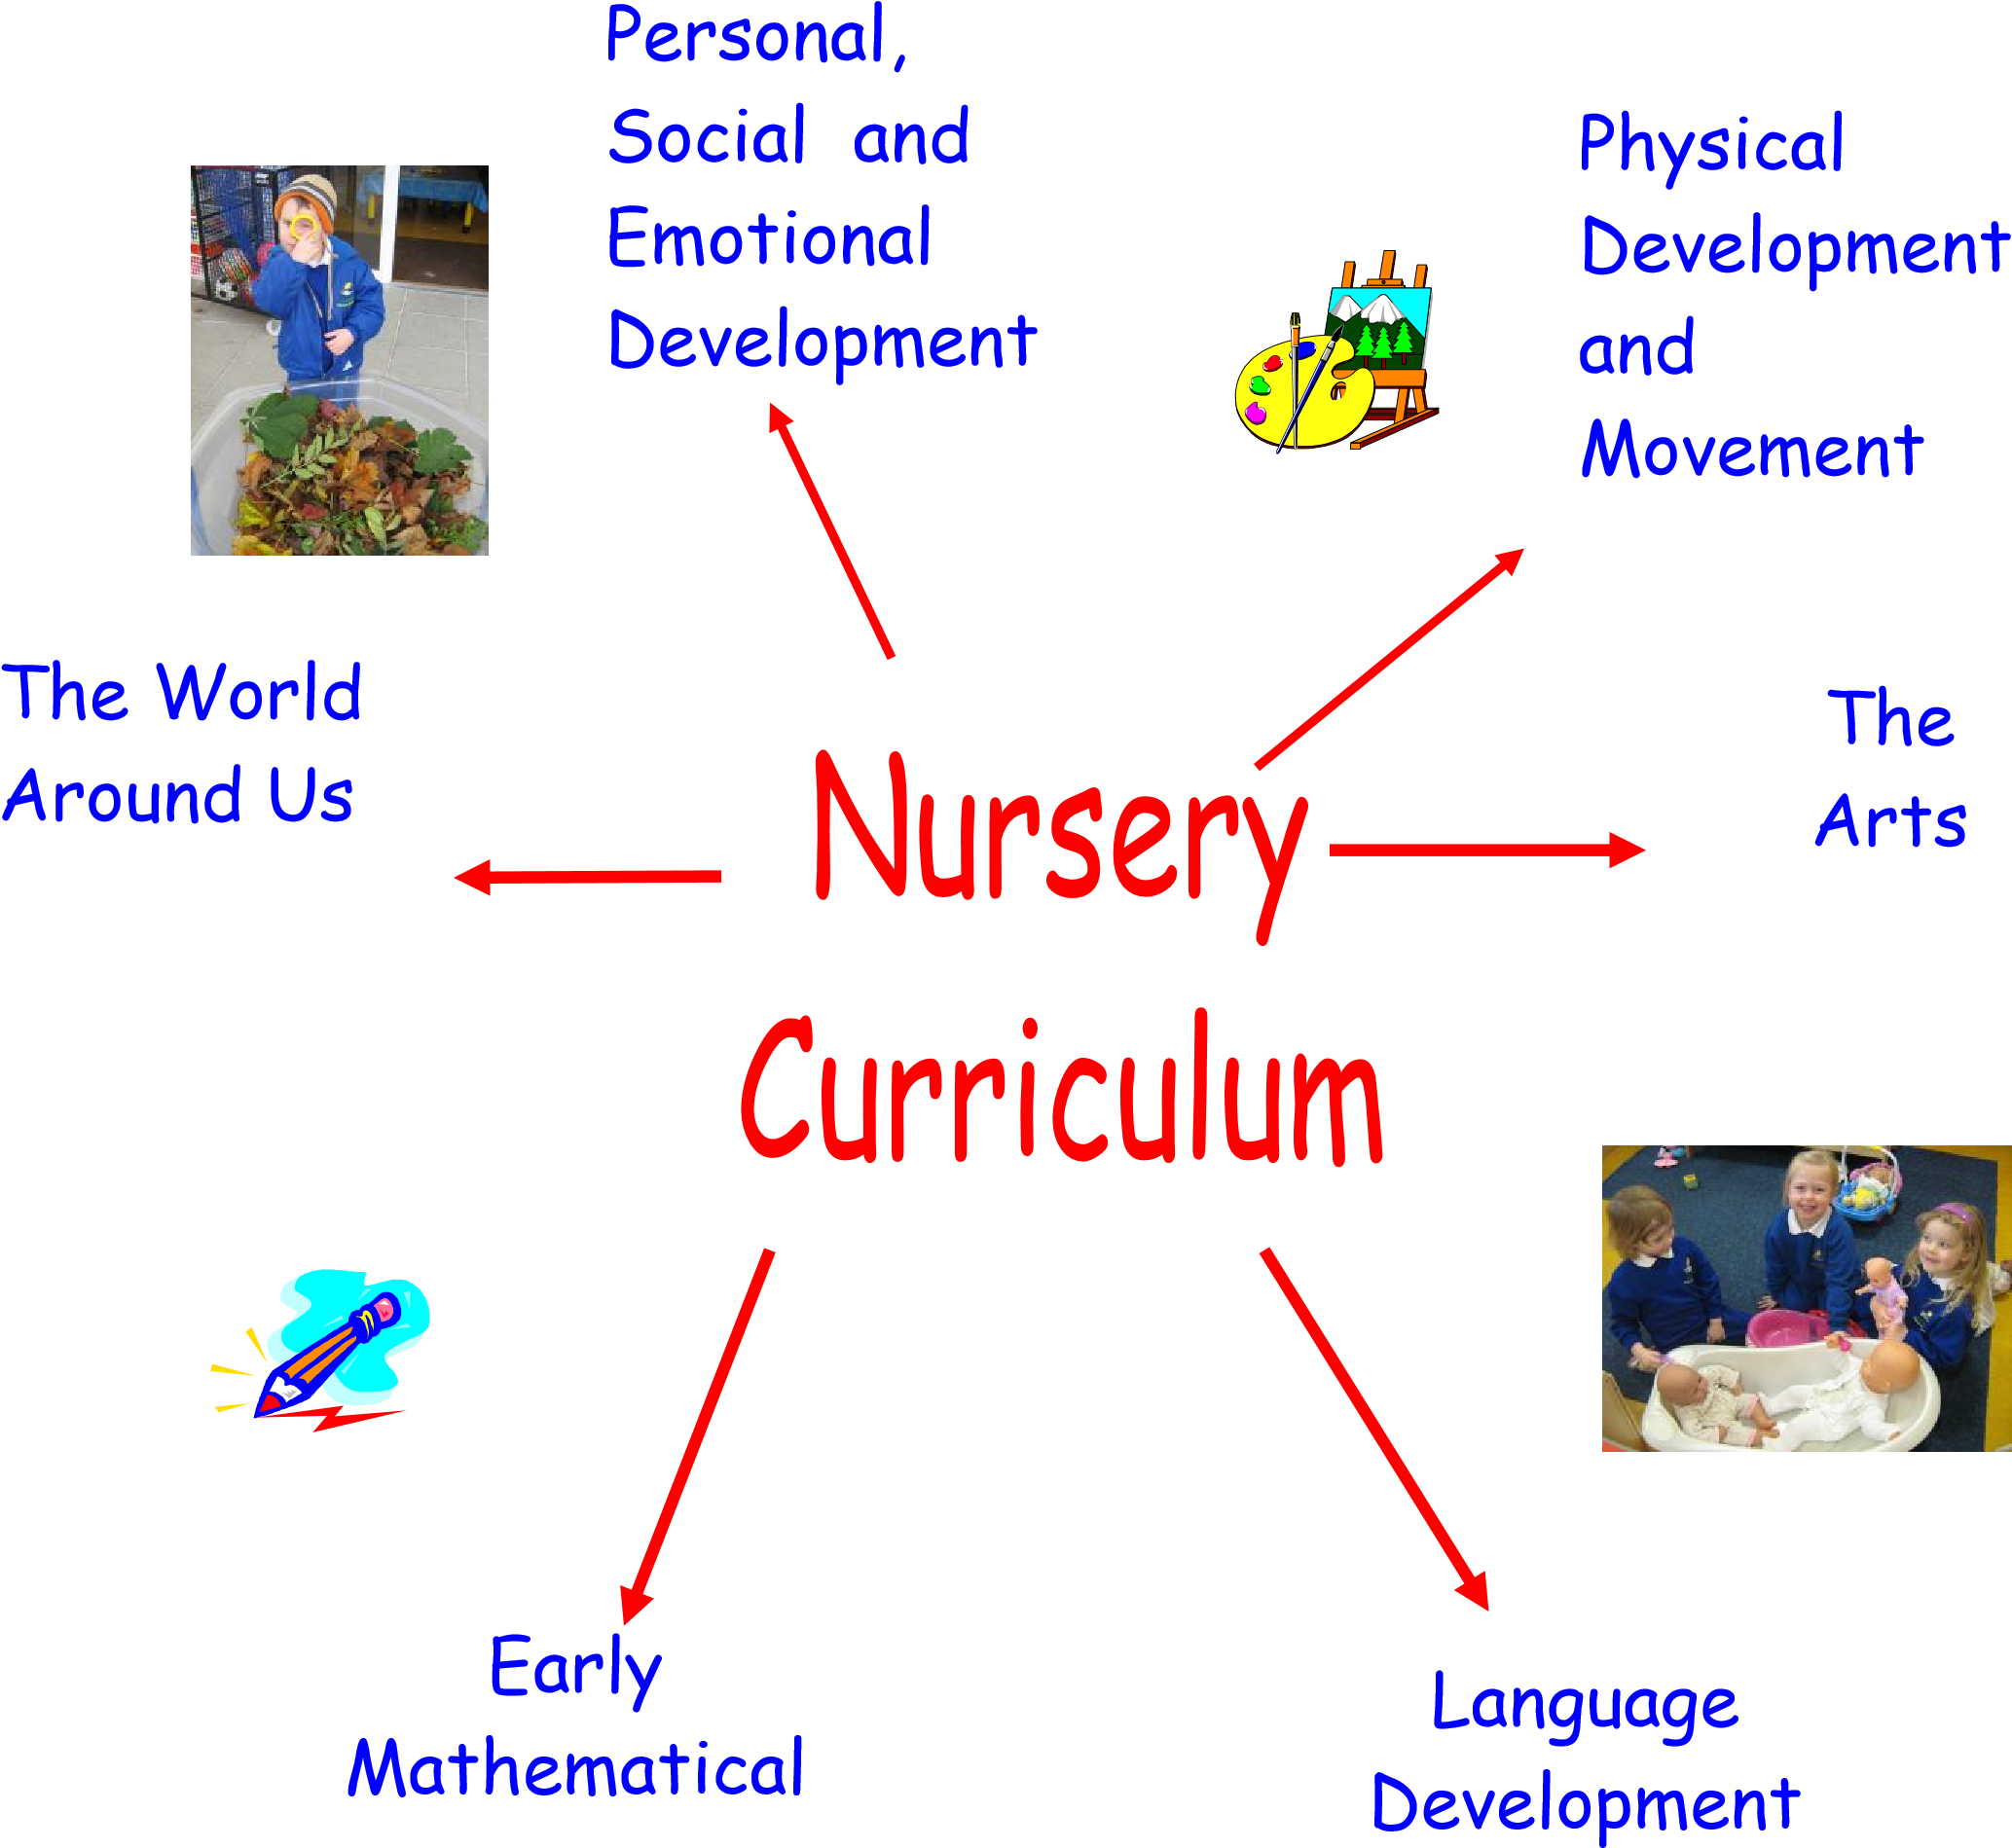 Personal,
Social and
Emotional
Development
Physical
Development
and
Movement
The World
Around Us
The
Arts
Nursery
Curriculum
Early
Mathematical
Language
Development